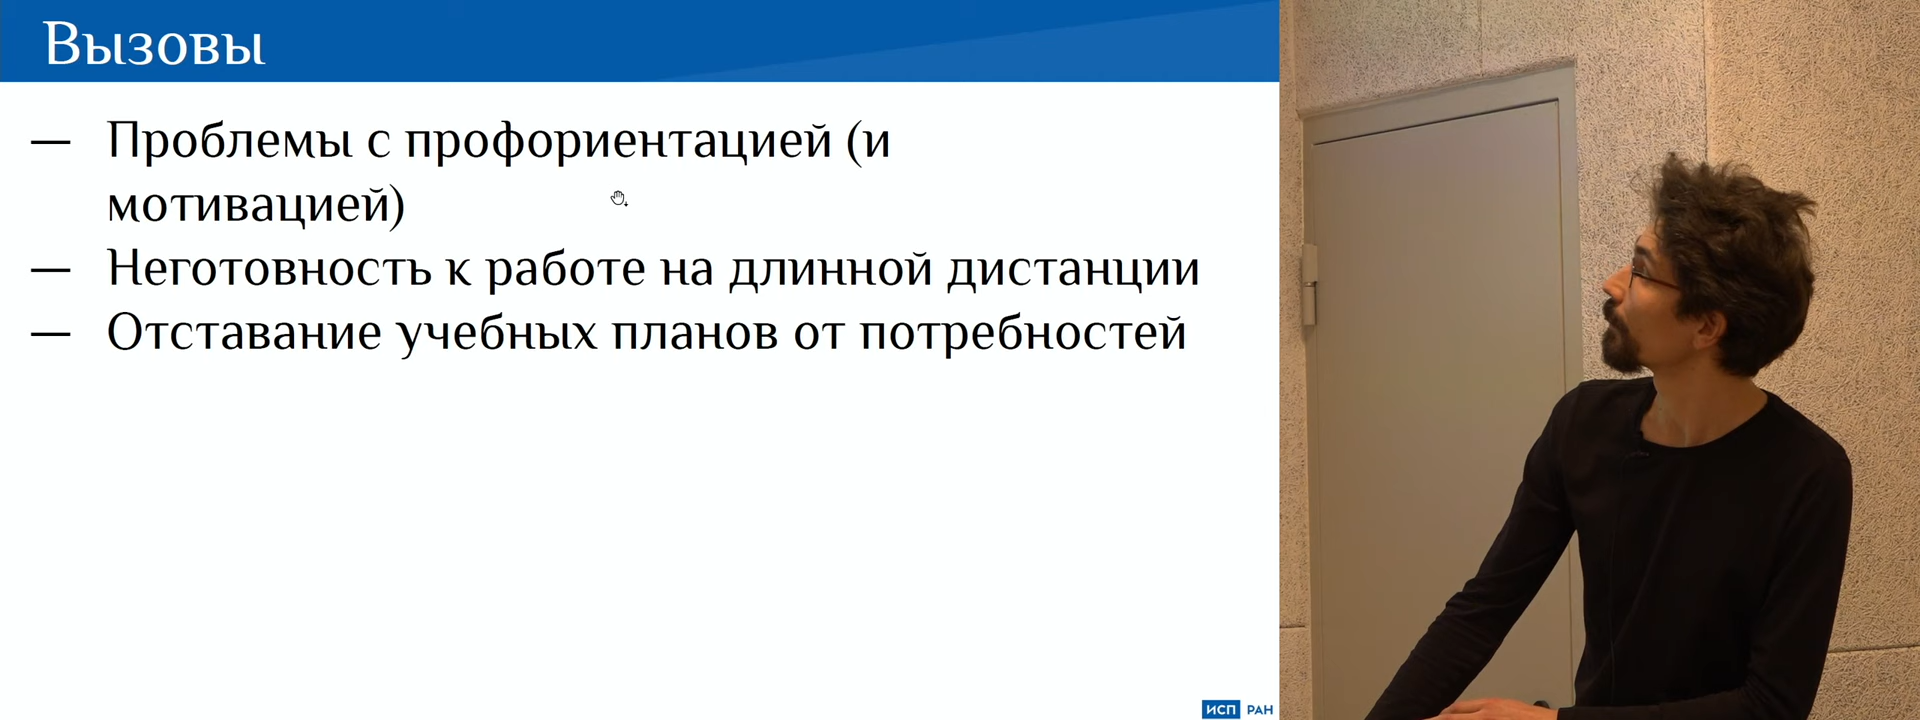 Вызовы
— Проблемы с профориентацией (и
мотивацией)
— Неготовность к работе на длинной дистанции
— Отставание учебных планов от потребностей
ИСП РАН